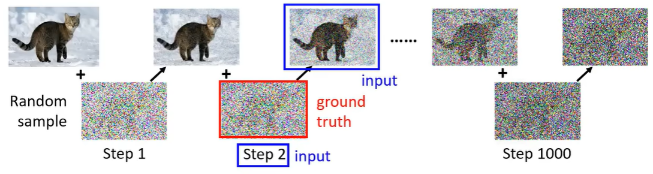 +
+
......
+
input
Random
sample
ground
truth
Step 1
Step 2
input
Step 1000